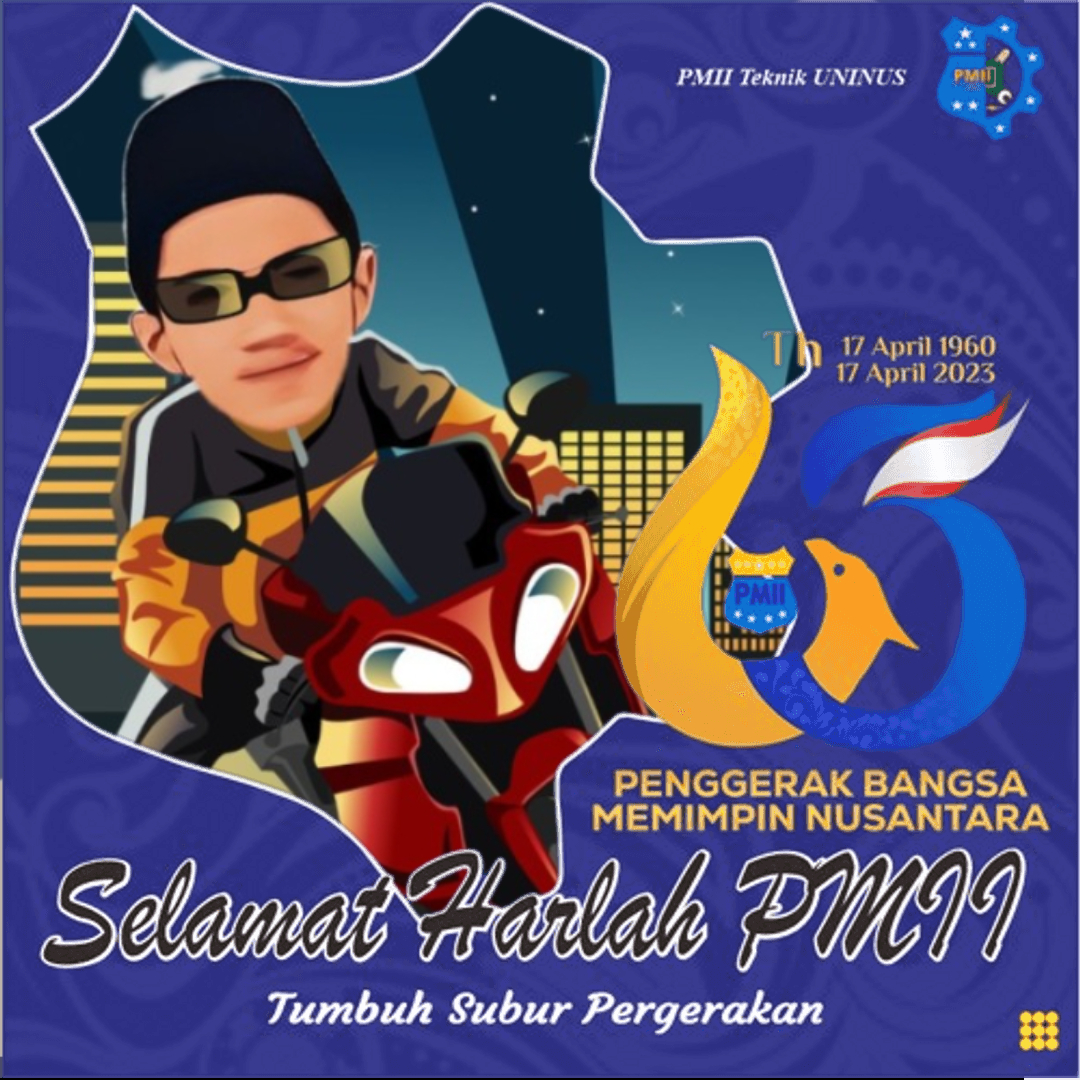 PMII Teknik UNINUS
PMII
Th
17 April 1960
17 April 2023
63
PMII
PENGGERAK BANGSA
MEMIMPIN NUSANTARA
Selamat Harlah PMII
Tumbuh Subur Pergerakan